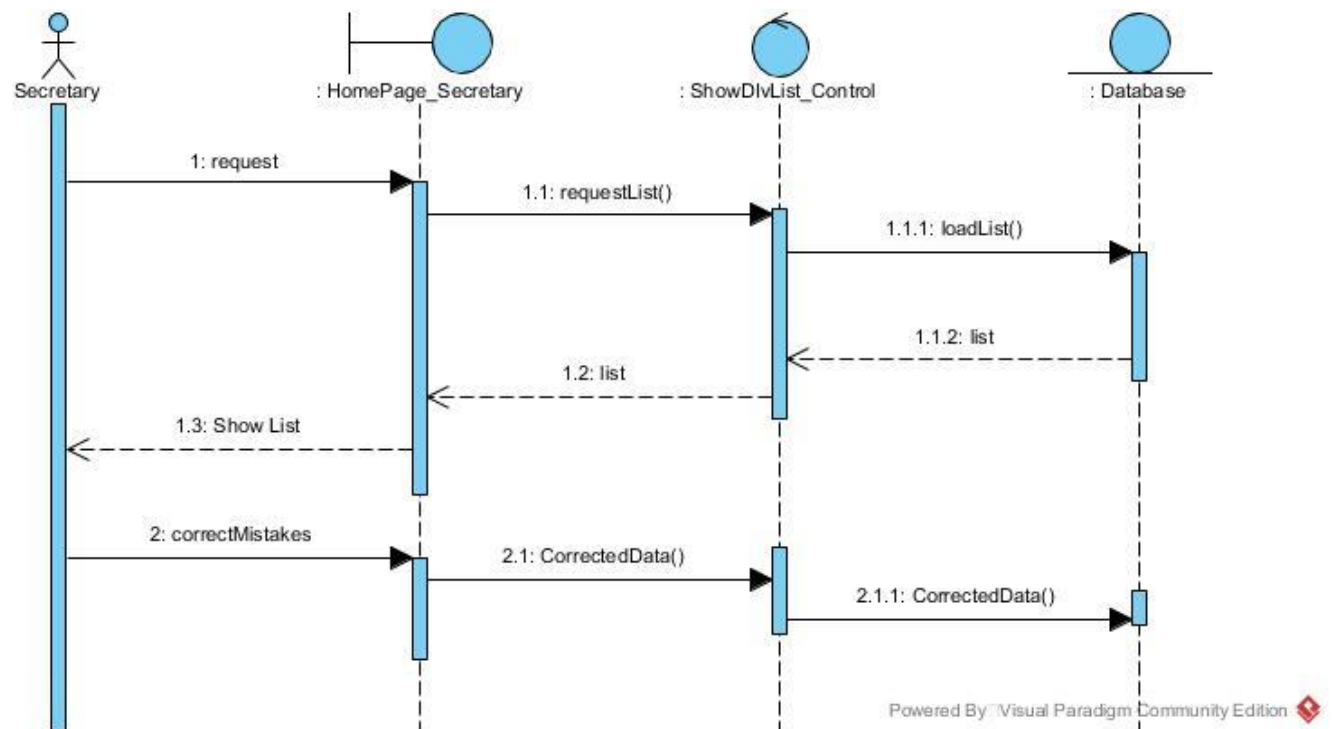 Secretary
: HomePage_Secretary
: ShowDlvList_Control
: Database
1: request
1.1: requestList()
1.1.1: loadList()
1.1.2: list
1.2: list
1.3: Show List
2: correctMistakes
2.1: CorrectedData()
2.1.1: CorrectedData()
Powered By Visual Paradigm Community Edition